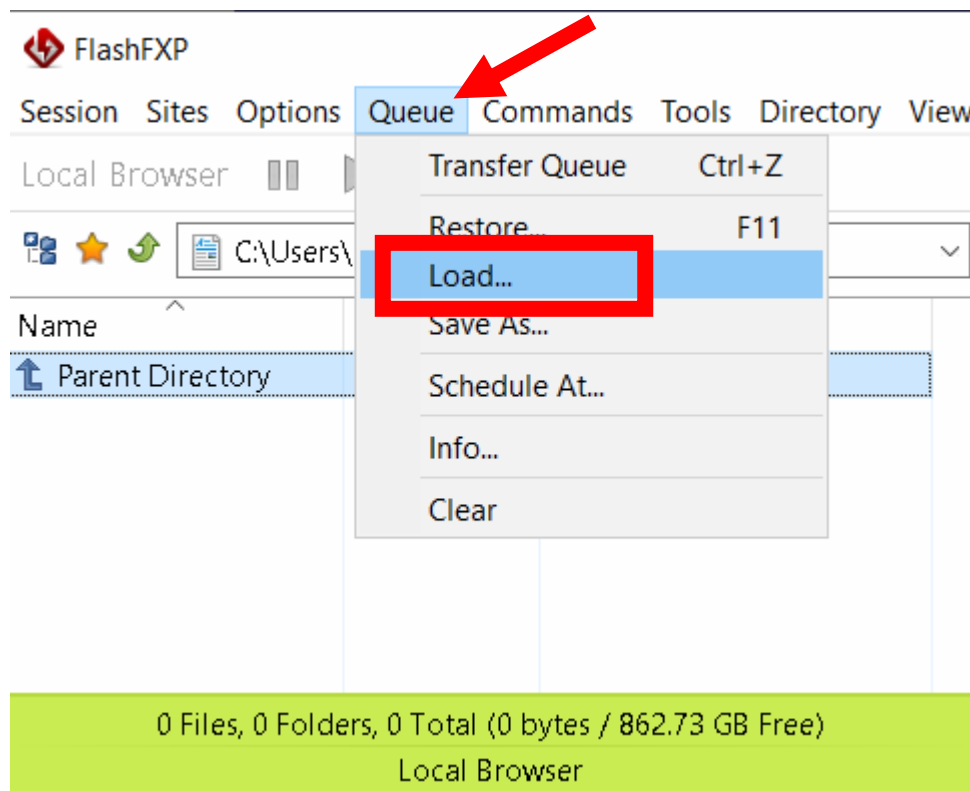 FlashFXP
Session Sites Options Queue Commands Tools Directory View
Local Browser
Transfer Queue Ctrl+Z
C:\Users\
Restore... F11
Load...
Name
Save As...
Parent Directory
Schedule At...
Info...
Clear
0 Files, 0 Folders, 0 Total (0 bytes / 862.73 GB Free)
Local Browser